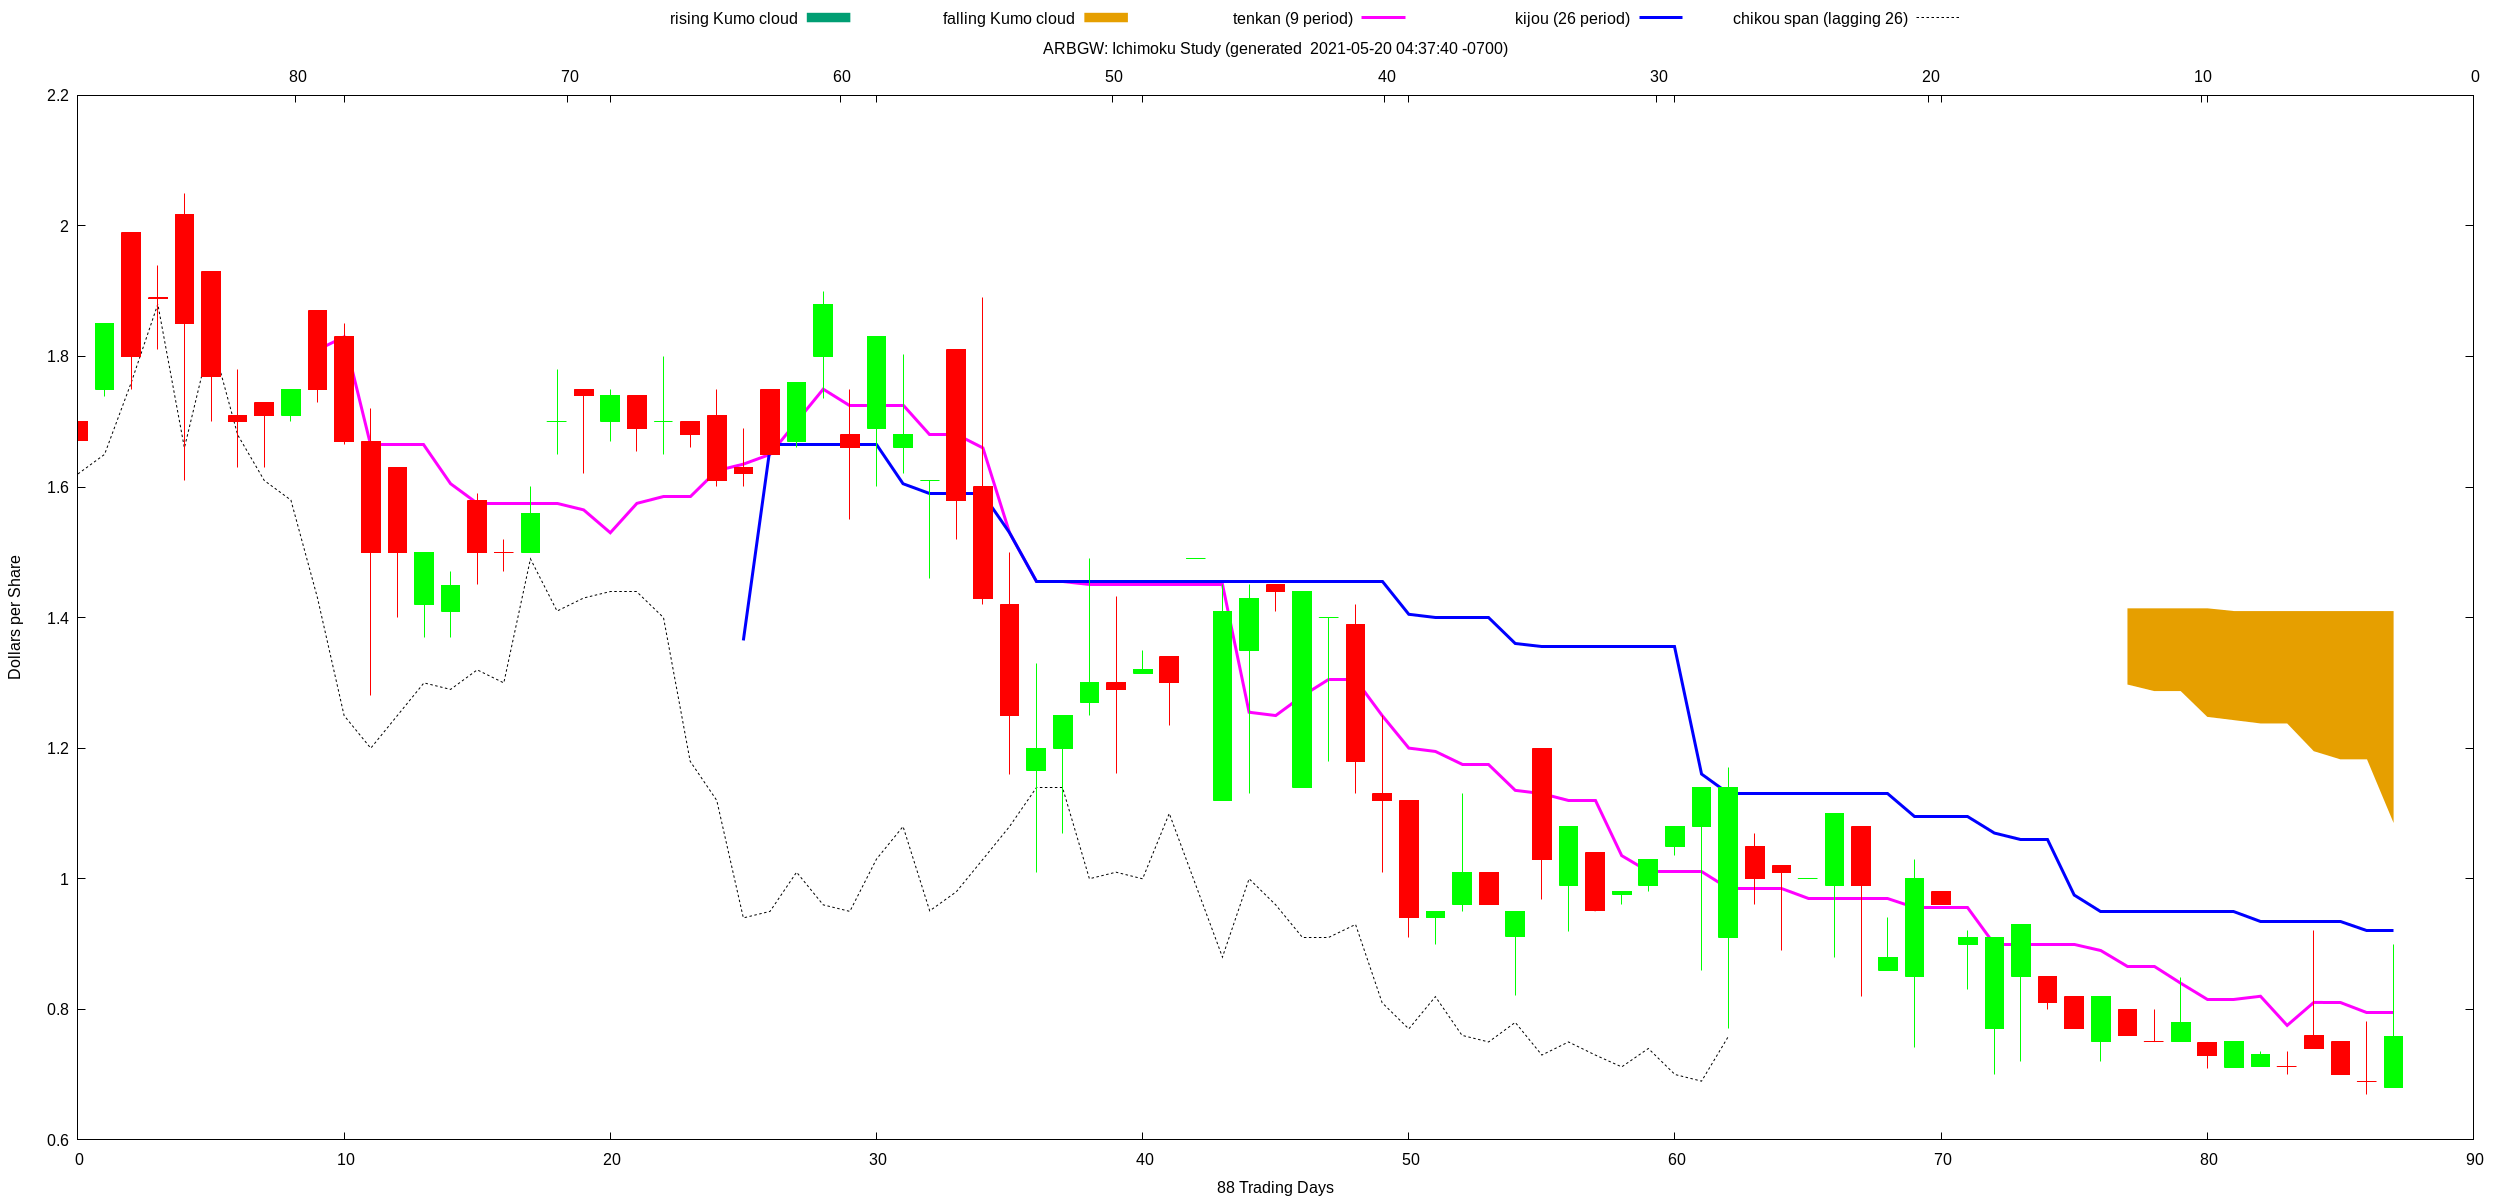 rising Kumo cloud falling Kumo cloud tenkan (9 period) kijou (26 period) chikou span (lagging 26)
ARBGW: Ichimoku Study (generated  2021-05-20 04:37:40 -0700)
80 70 60 50 40 30 20 10 0
2.2
2
1.8
1.6
1.4
1.2
1
0.8
0.6
Dollars per Share
0 10 20 30 40 50 60 70 80 90
88 Trading Days